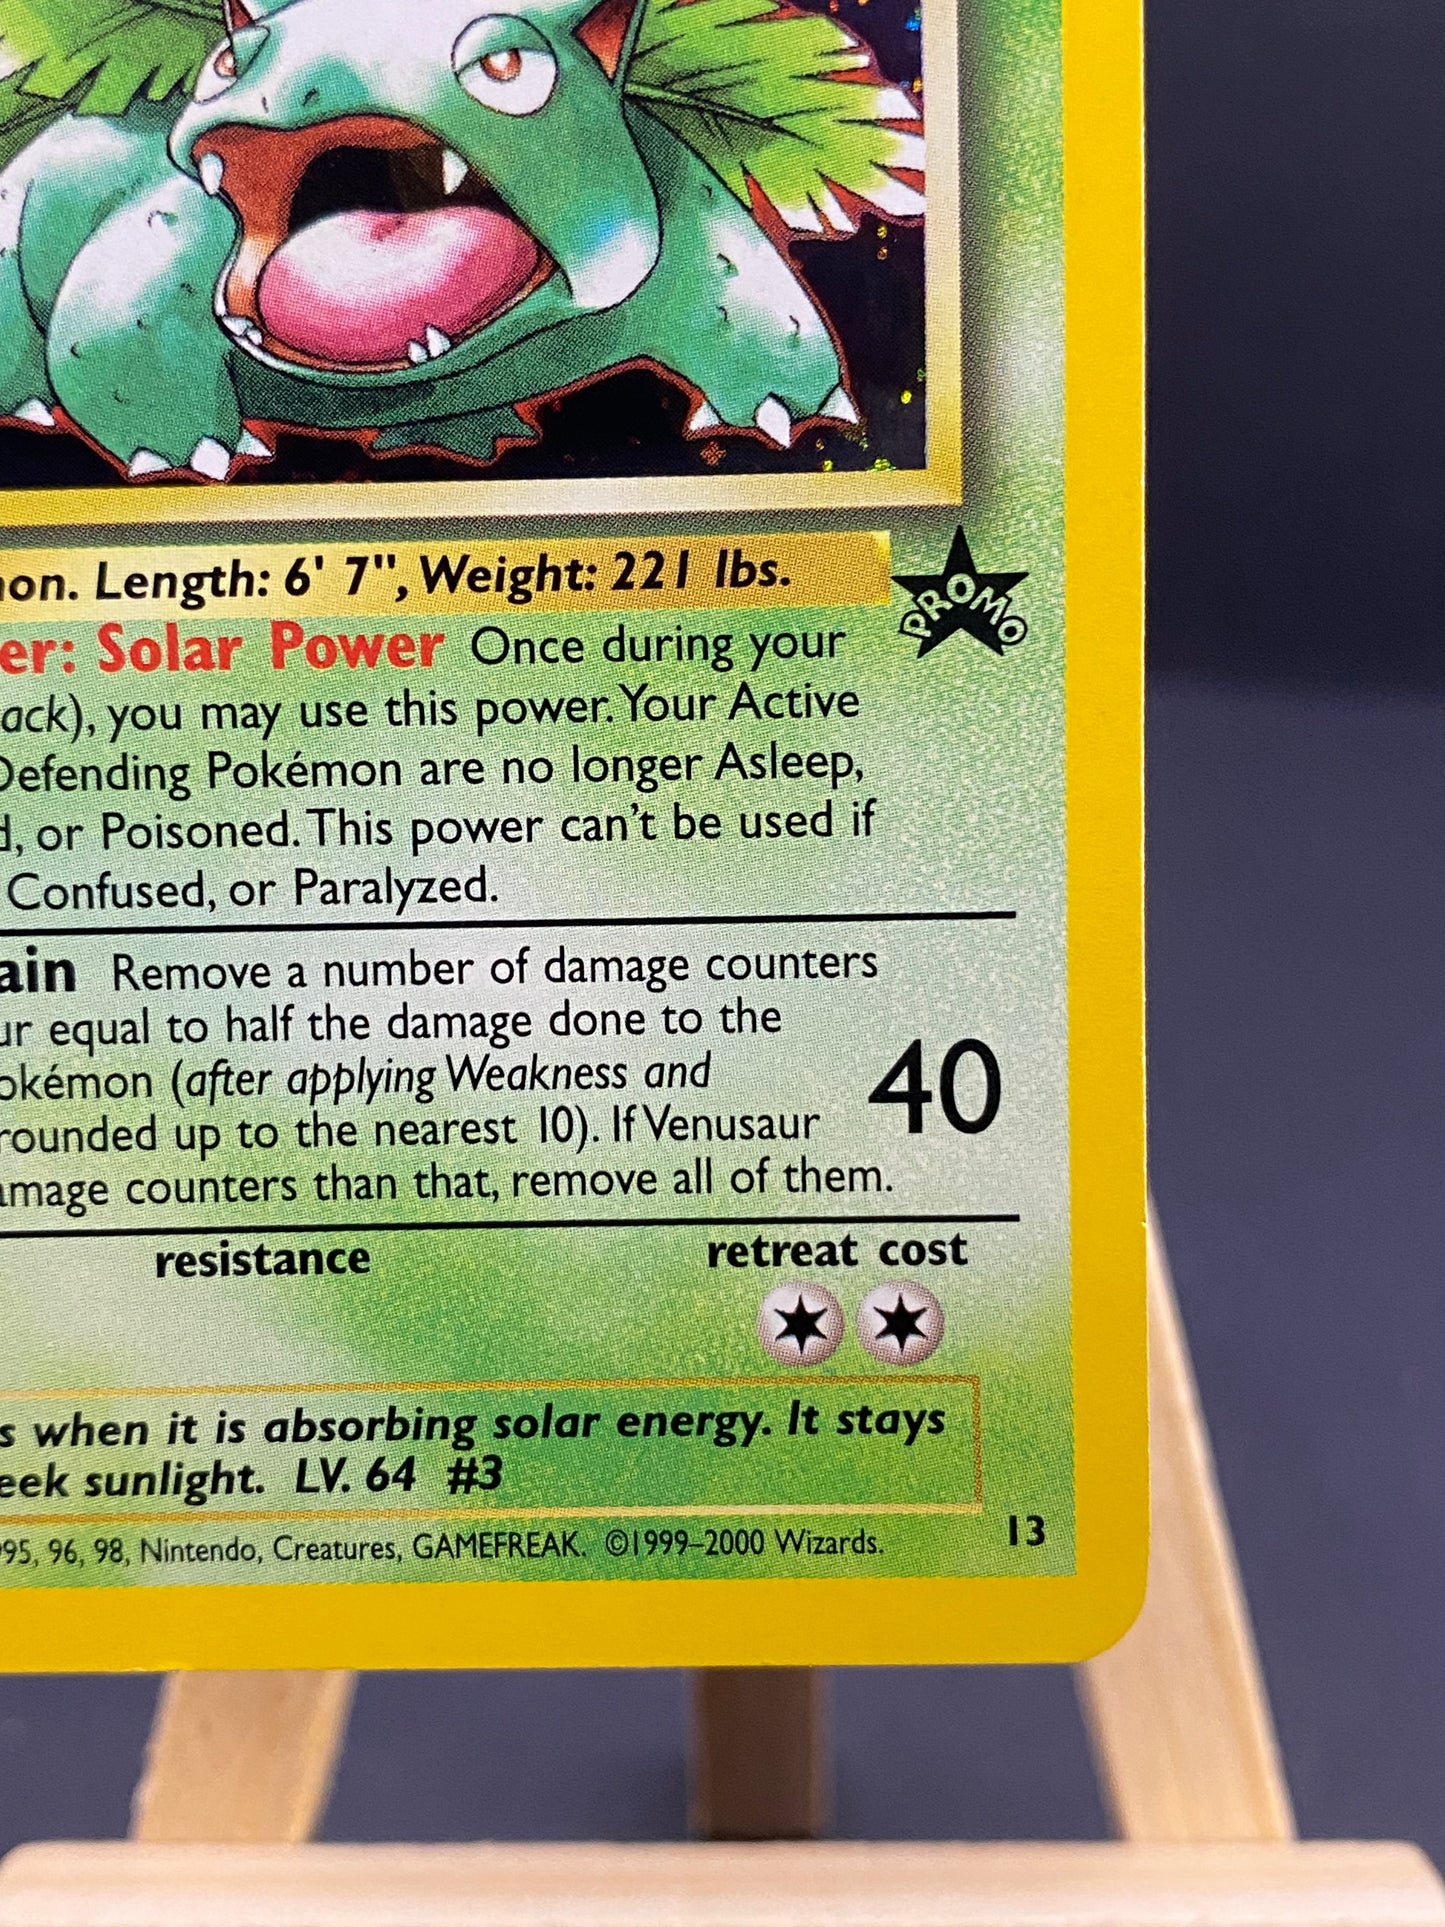 mon. Length: 6' 7", Weight: 221 lbs.
PROMO
er: Solar Power Once during your
ack), you may use this power. Your Active
Defending Pokémon are no longer Asleep,
d, or Poisoned. This power can't be used if
Confused, or Paralyzed.
ain Remove a number of damage counters
ur equal to half the damage done to the
okémon (after applying Weakness and
rounded up to the nearest 10). If Venusaur
amage counters than that, remove all of them.
40
resistance retreat cost
s when it is absorbing solar energy. It stays
eek sunlight. LV. 64 #3
95, 96, 98, Nintendo, Creatures, GAMEFREAK. ©1999–2000 Wizards.
13